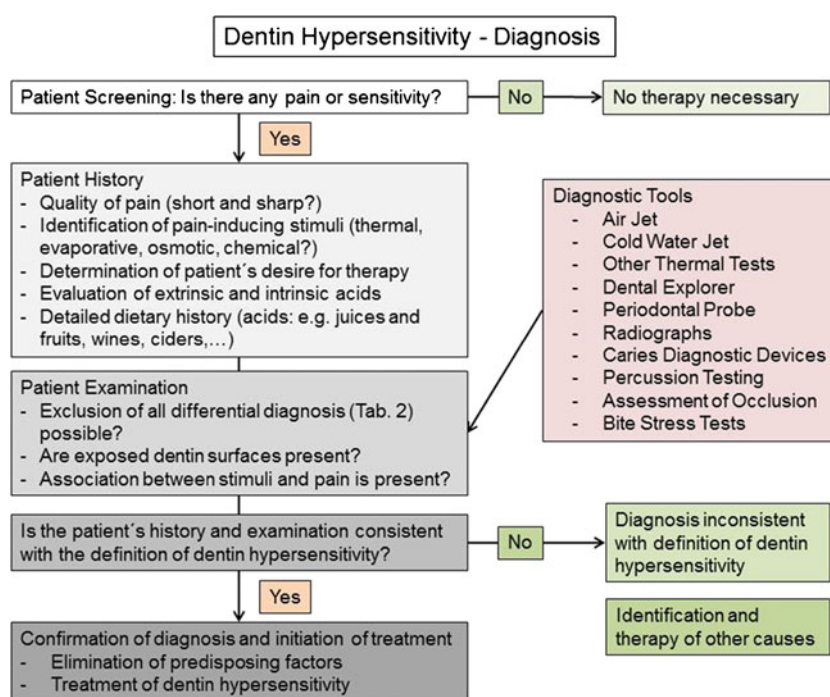 Dentin Hypersensitivity - Diagnosis
Patient Screening: Is there any pain or sensitivity?
No
No therapy necessary
Yes
Patient History
- Quality of pain (short and sharp?)
- Identification of pain-inducing stimuli (thermal,
evaporative, osmotic, chemical?)
- Determination of patient´s desire for therapy
- Evaluation of extrinsic and intrinsic acids
- Detailed dietary history (acids: e.g. juices and
fruits, wines, ciders,…)
Diagnostic Tools
- Air Jet
- Cold Water Jet
- Other Thermal Tests
- Dental Explorer
- Periodontal Probe
- Radiographs
- Caries Diagnostic Devices
- Percussion Testing
- Assessment of Occlusion
- Bite Stress Tests
Patient Examination
- Exclusion of all differential diagnosis (Tab. 2)
possible?
- Are exposed dentin surfaces present?
- Association between stimuli and pain is present?
Is the patient´s history and examination consistent
with the definition of dentin hypersensitivity?
No
Diagnosis inconsistent
with definition of dentin
hypersensitivity
Yes
Identification and
therapy of other causes
Confirmation of diagnosis and initiation of treatment
- Elimination of predisposing factors
- Treatment of dentin hypersensitivity